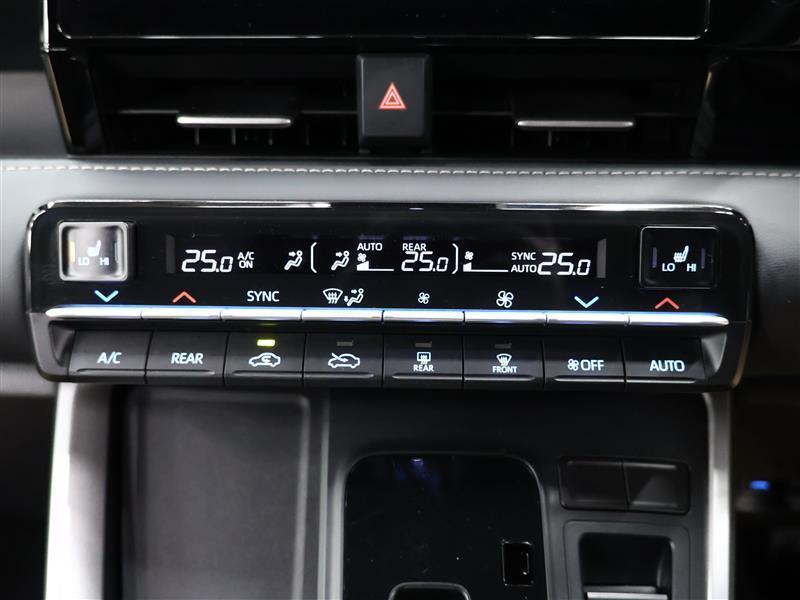 AUTO REAR
25.0 A/C ON 25.0 SYNC AUTO 25.0
LO HI
LO HI
SYNC
A/C REAR REAR FRONT OFF AUTO